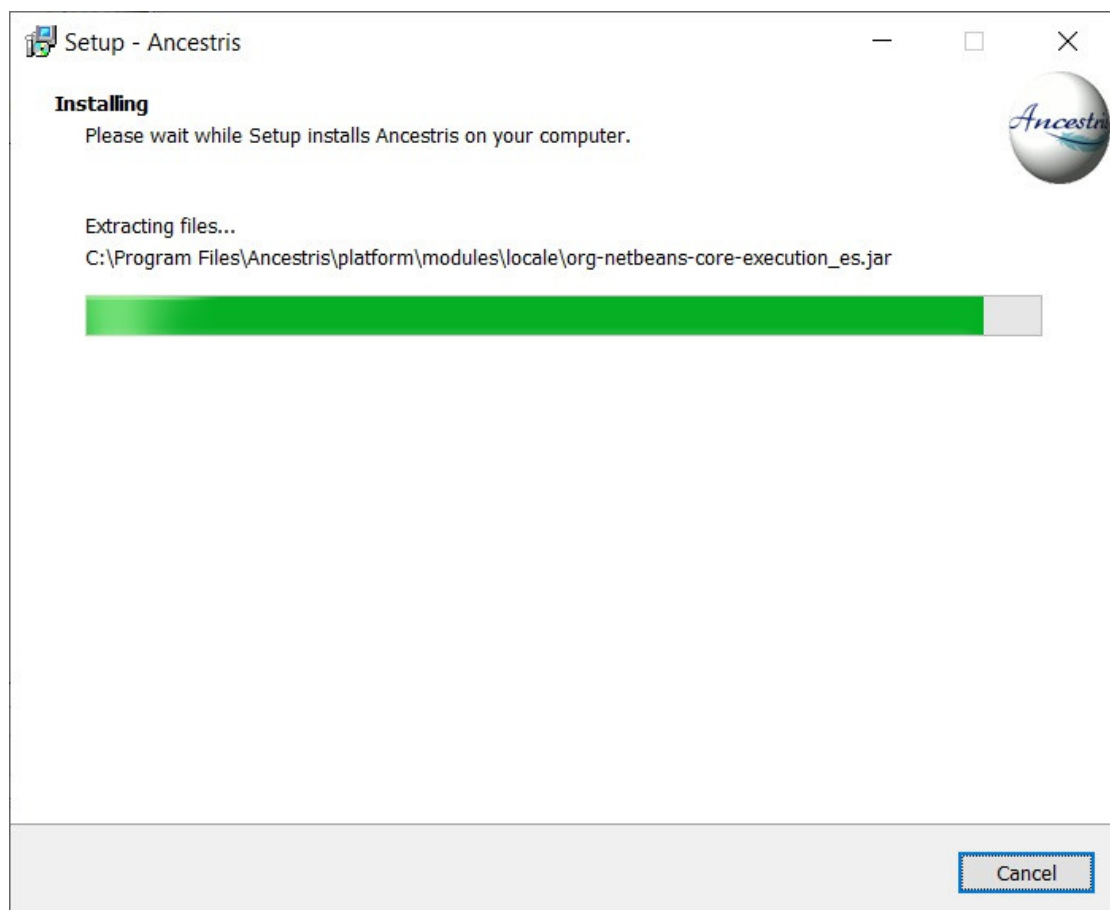 Setup - Ancestris
Installing
Please wait while Setup installs Ancestris on your computer.
Ancestri
Extracting files...
C:\Program Files\Ancestris\platform\modules\locale\org-netbeans-core-execution_es.jar
Cancel